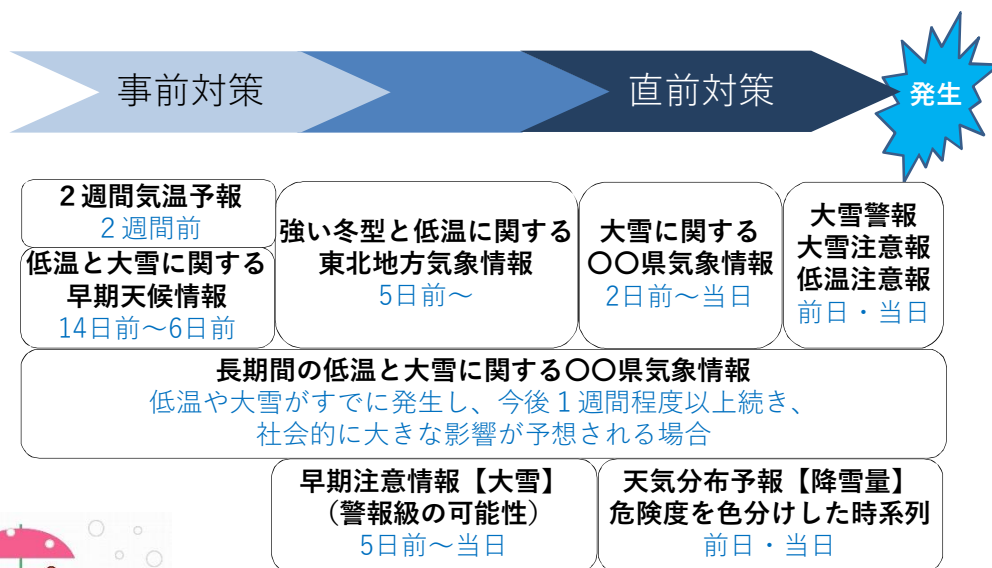 事前対策
直前対策
発生
２週間気温予報
２週間前
低温と大雪に関する
早期天候情報
14日前～6日前
強い冬型と低温に関する
東北地方気象情報
5日前～
大雪に関する
〇〇県気象情報
2日前～当日
大雪警報
大雪注意報
低温注意報
前日・当日
長期間の低温と大雪に関する〇〇県気象情報
低温や大雪がすでに発生し、今後１週間程度以上続き、
社会的に大きな影響が予想される場合
早期注意情報【大雪】
（警報級の可能性）
5日前～当日
天気分布予報【降雪量】
危険度を色分けした時系列
前日・当日